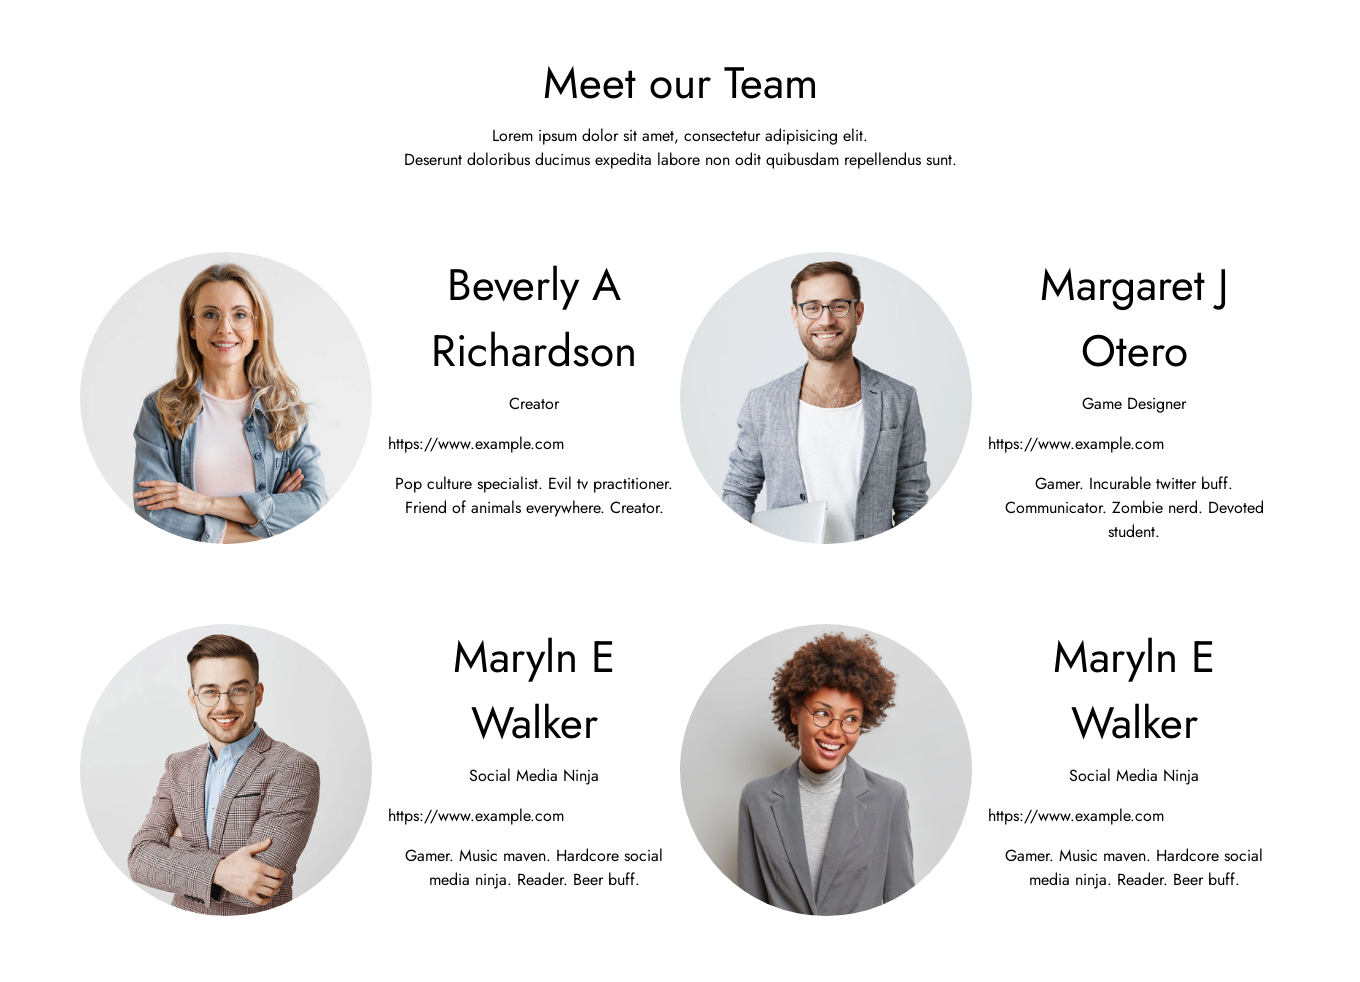 Meet our Team
Lorem ipsum dolor sit amet, consectetur adipisicing elit.
Deserunt doloribus ducimus expedita labore non odit quibusdam repellendus sunt.
Beverly A
Richardson
Creator
https://www.example.com
Pop culture specialist. Evil tv practitioner.
Friend of animals everywhere. Creator.
Margaret J
Otero
Game Designer
https://www.example.com
Gamer. Incurable twitter buff.
Communicator. Zombie nerd. Devoted
student.
Maryln E
Walker
Social Media Ninja
https://www.example.com
Gamer. Music maven. Hardcore social
media ninja. Reader. Beer buff.
Maryln E
Walker
Social Media Ninja
https://www.example.com
Gamer. Music maven. Hardcore social
media ninja. Reader. Beer buff.